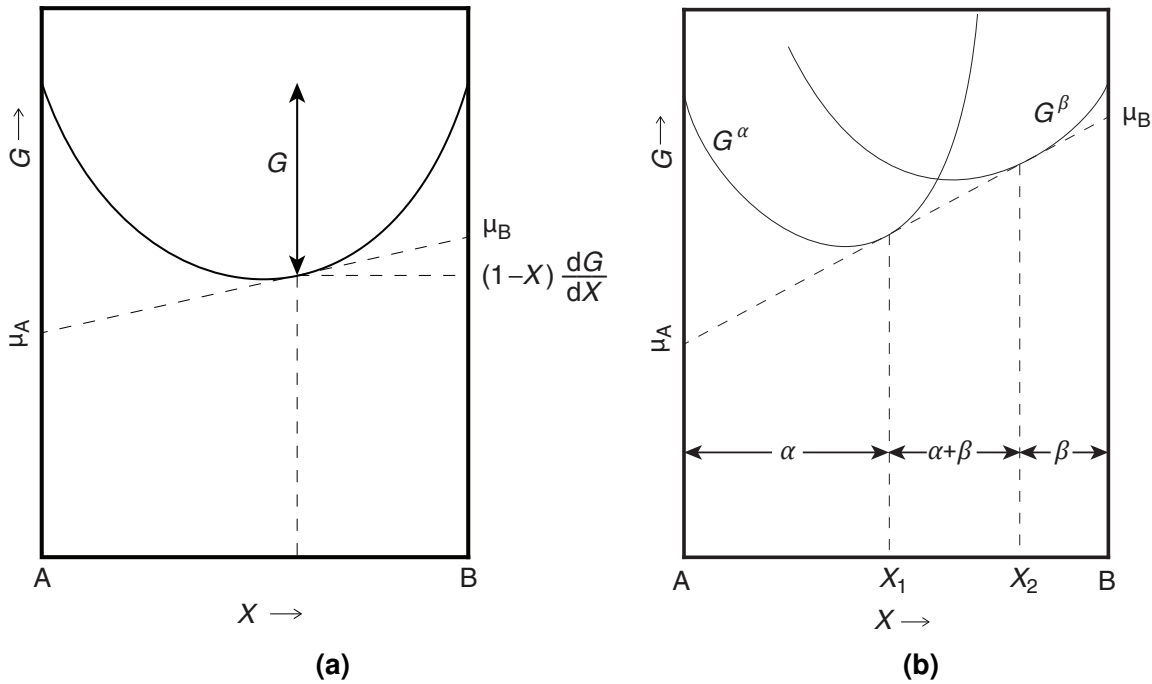 G →
G
μB
(1–X) dG/dX
μA
A
B
X →
(a)
G →
Gα
Gβ
μB
μA
α
α+β
β
A
X1
X2
B
X →
(b)